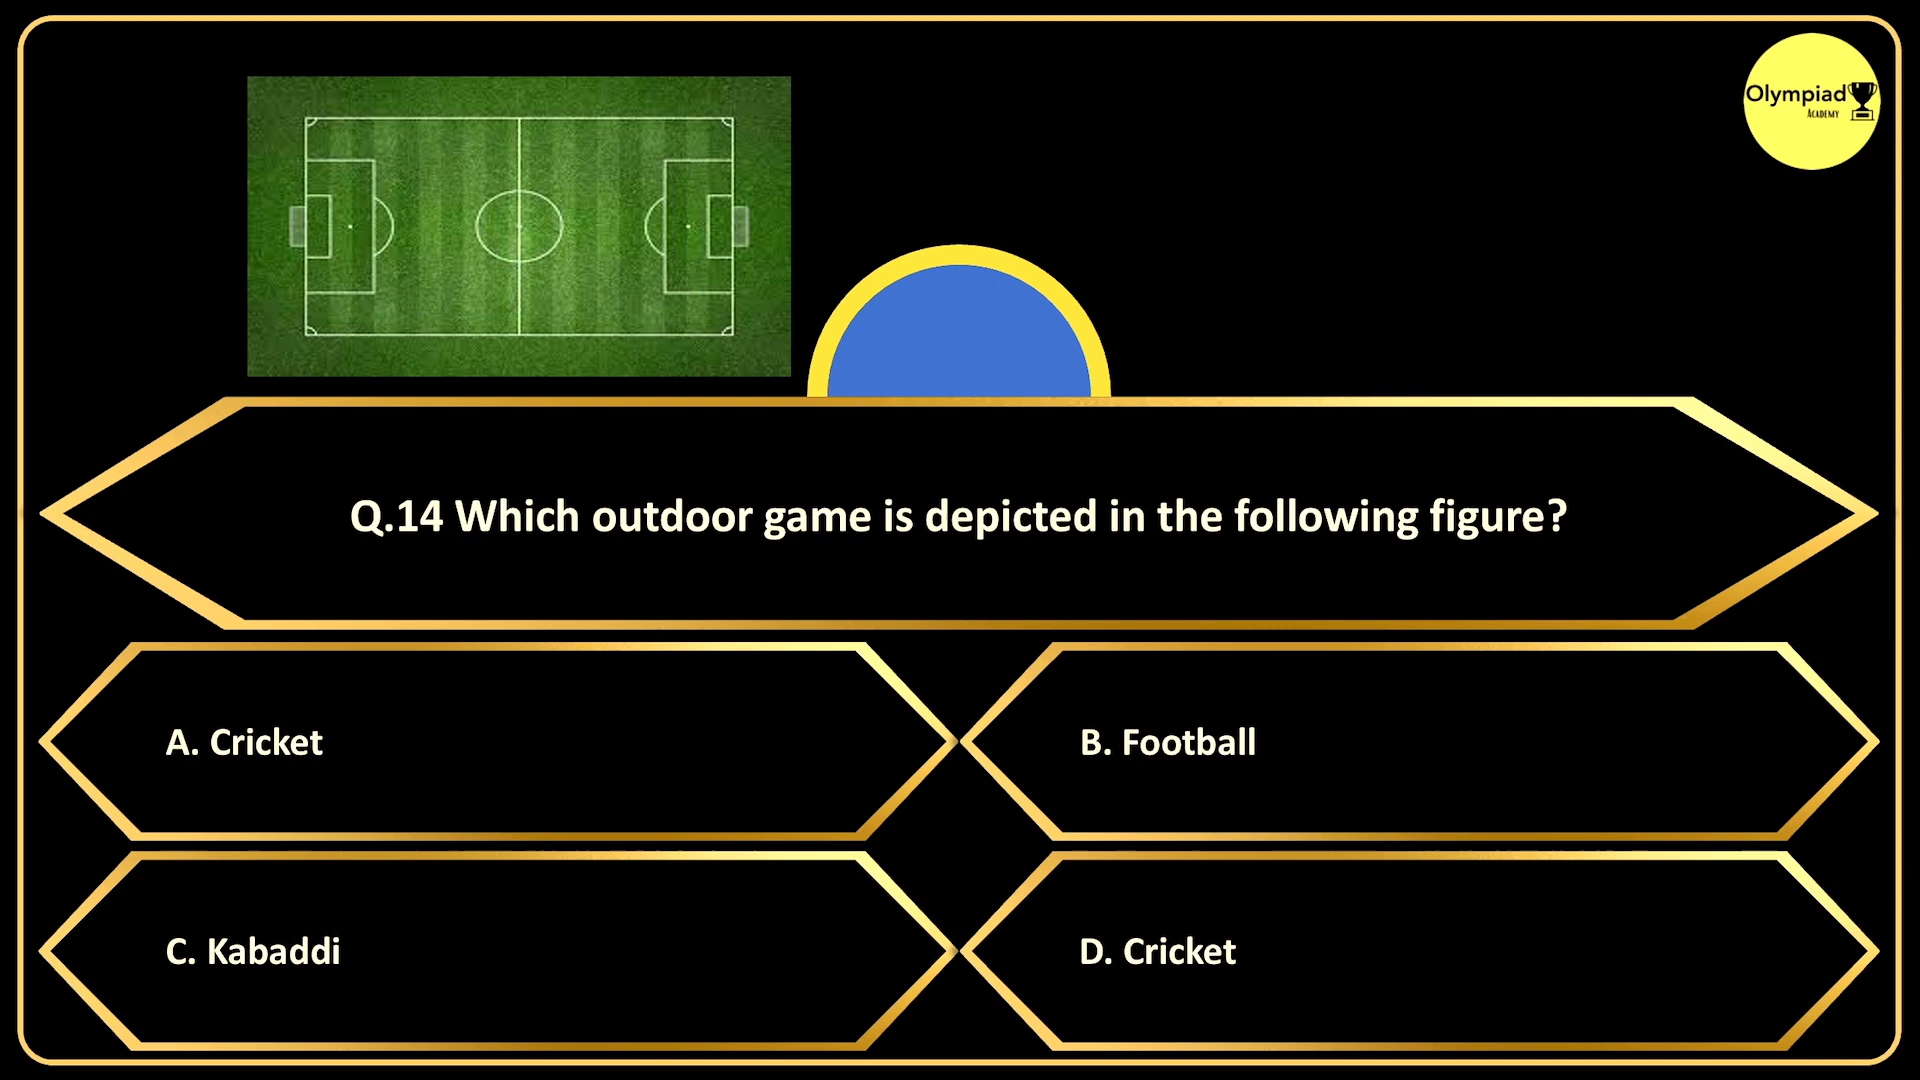 Olympiad
ACADEMY
Q.14 Which outdoor game is depicted in the following figure?
A. Cricket
B. Football
C. Kabaddi
D. Cricket